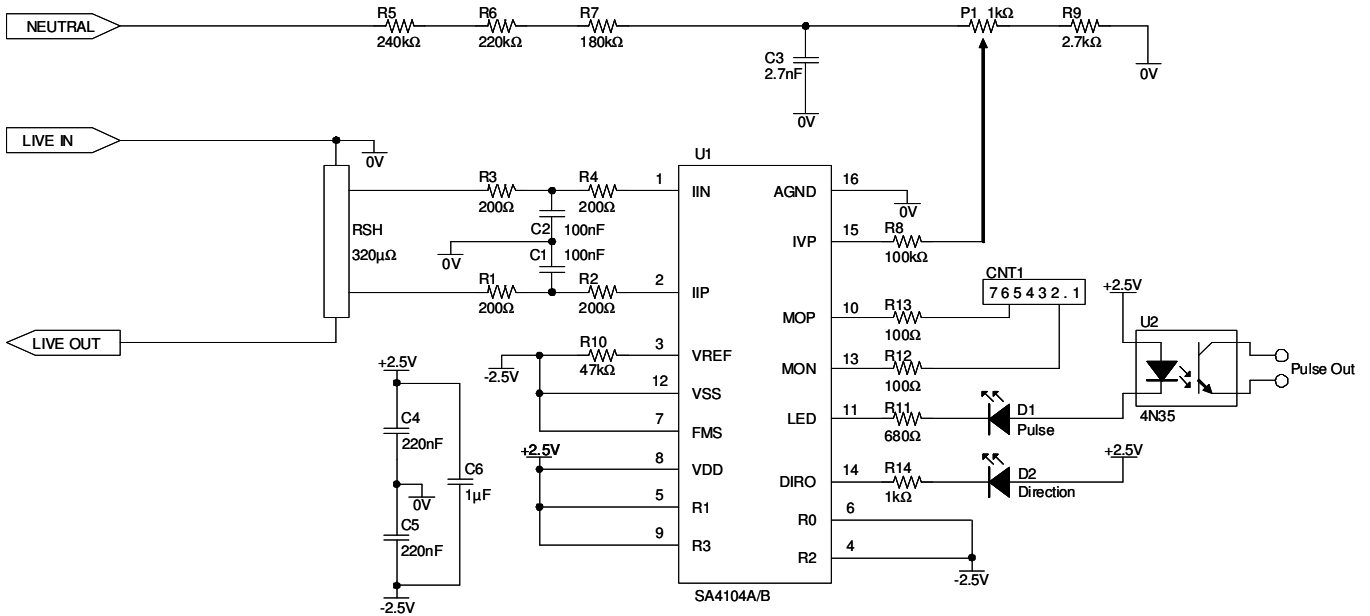 NEUTRAL
R5
240kΩ
R6
220kΩ
R7
180kΩ
C3
2.7nF
0V
P1 1kΩ
R9
2.7kΩ
0V
LIVE IN
0V
RSH
320µΩ
LIVE OUT
R3
200Ω
R4
200Ω
C2
100nF
0V
C1
100nF
R1
200Ω
R2
200Ω
R10
47kΩ
-2.5V
+2.5V
+2.5V
C4
220nF
C6
1µF
0V
C5
220nF
-2.5V
U1
1
IIN
2
IIP
3
VREF
12
VSS
7
FMS
8
VDD
5
R1
9
R3
AGND
16
0V
IVP
15
R8
100kΩ
MOP
10
R13
100Ω
MON
13
R12
100Ω
LED
11
R11
680Ω
DIRO
14
R14
1kΩ
R0
6
R2
4
-2.5V
SA4104A/B
CNT1
765432.1
+2.5V
U2
4N35
Pulse Out
D1
Pulse
D2
Direction
+2.5V